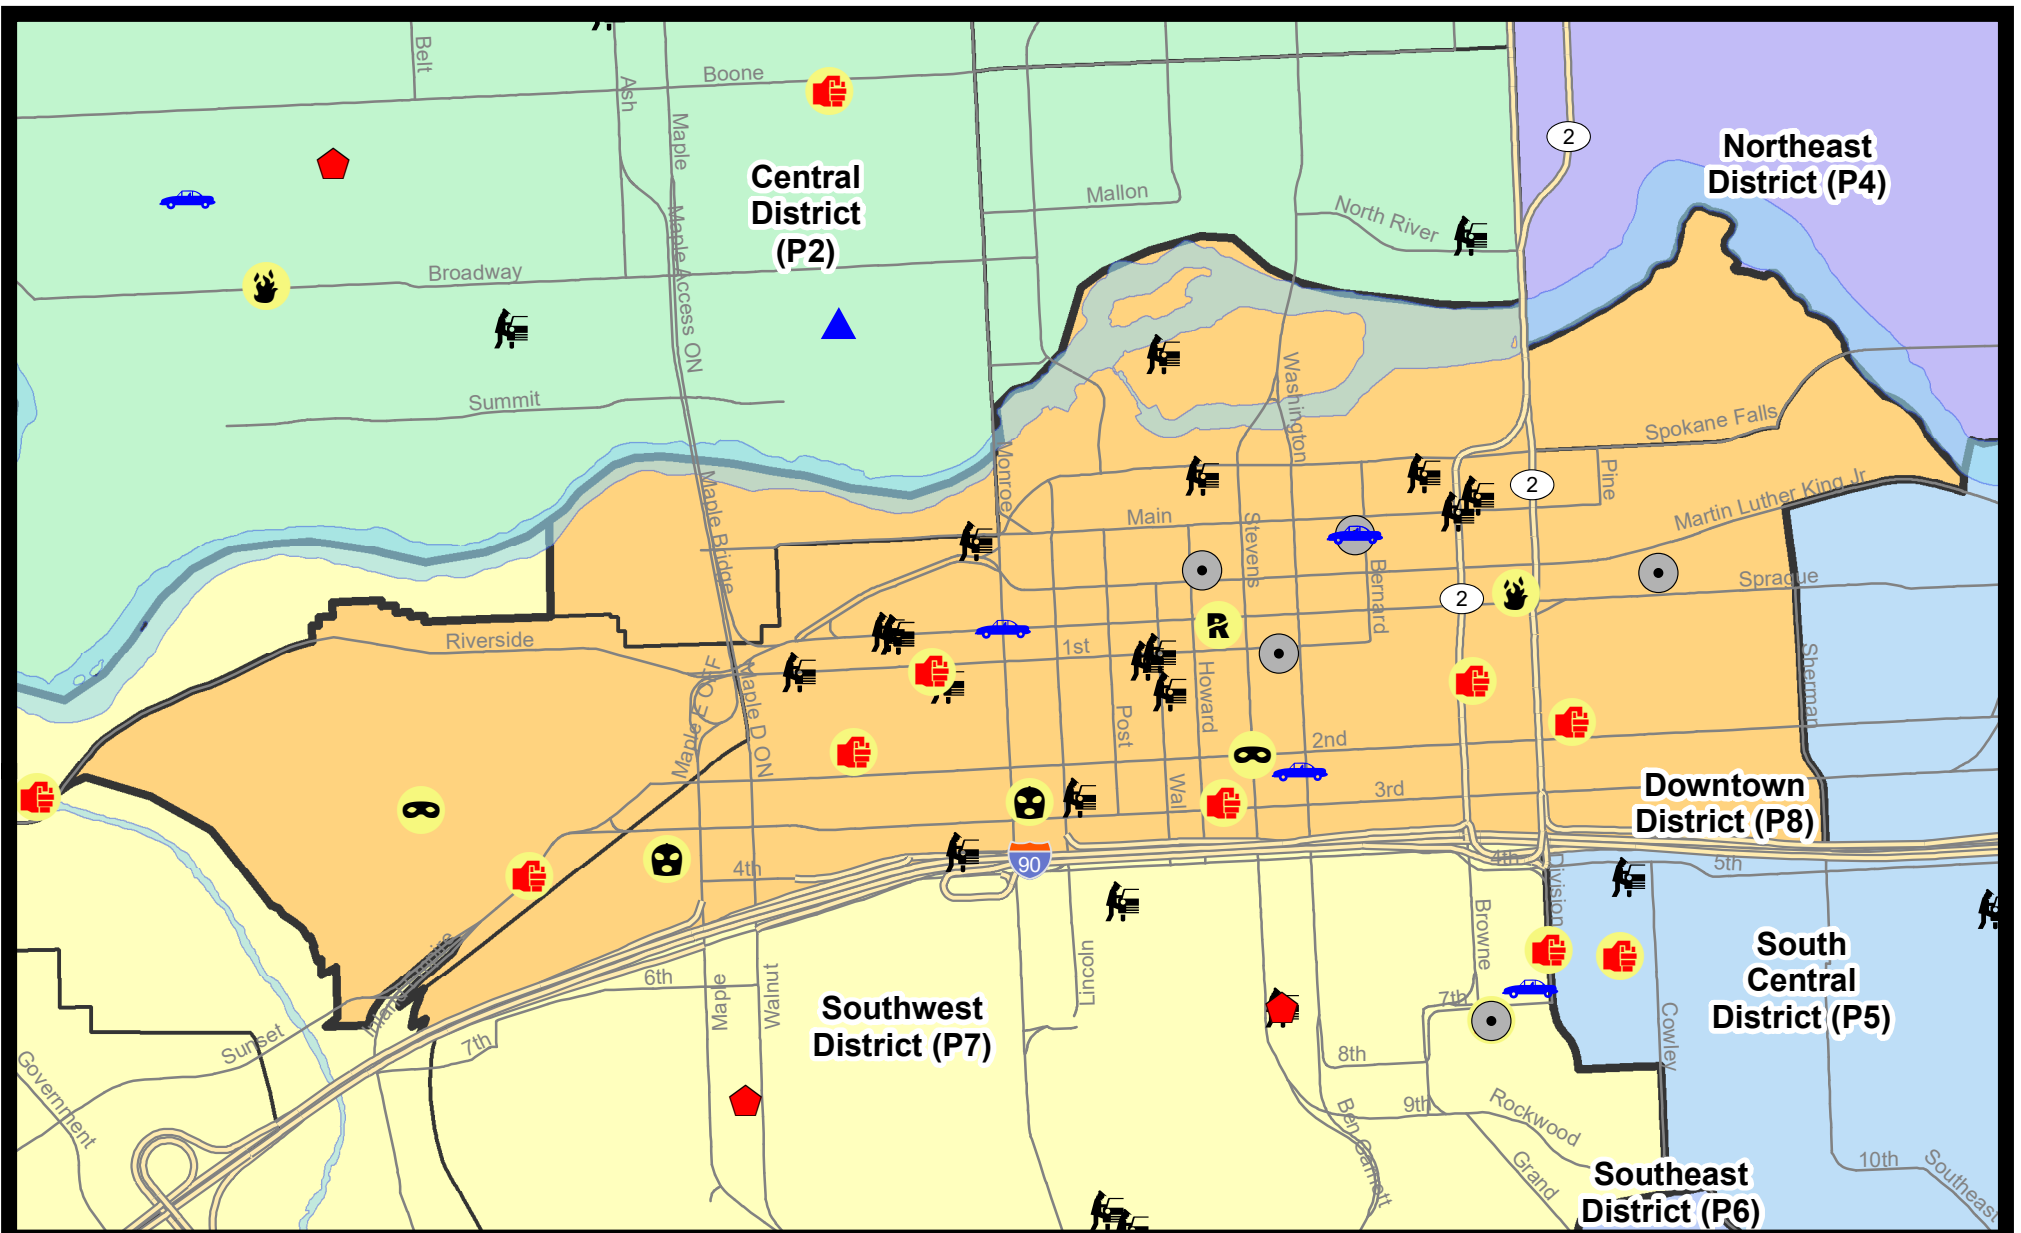 Belt
Ash
Boone
Maple
2
Northeast
District (P4)
Central
District
(P2)
Mallon
North River
Maple Access ON
Broadway
Washington
Summit
Spokane Falls
Monroe
Pine
2
Martin Luther King Jr
Maple Bridge
Main
Stevens
Bernard
Sprague
2
Riverside
1st
Howard
Sherman
Maple E OFF
Maple D ON
Post
2nd
Wal
3rd
Downtown
District (P8)
90
4th
4th
Division
5th
Browne
Inland Empire
6th
Maple
Walnut
Lincoln
South
Central
District (P5)
Southwest
District (P7)
7th
Cowley
Sunset
7th
8th
Government
9th
Rockwood
Ben Garnett
Grand
10th
Southeast
Southeast
District (P6)